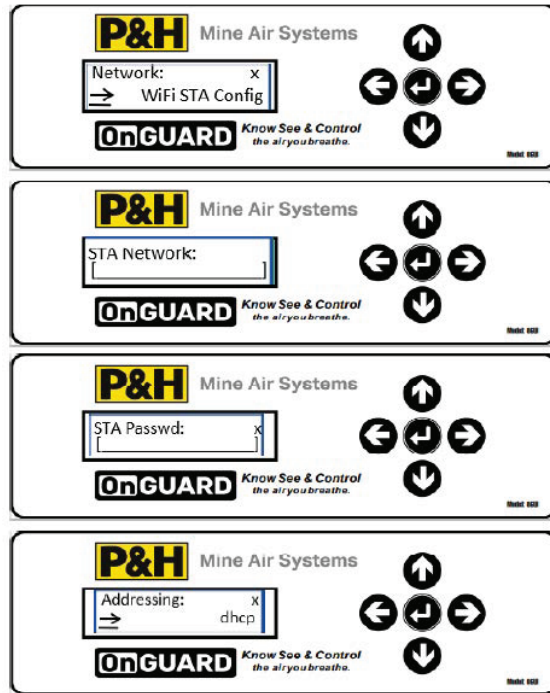 P&H Mine Air Systems
Network: x
WiFi STA Config
OnGUARD Know See & Control
the air you breathe.
P&H Mine Air Systems
STA Network:
[ ]
OnGUARD Know See & Control
the air you breathe.
P&H Mine Air Systems
STA Passwd: x
[ ]
OnGUARD Know See & Control
the air you breathe.
P&H Mine Air Systems
Addressing: x
dhcp
OnGUARD Know See & Control
the air you breathe.